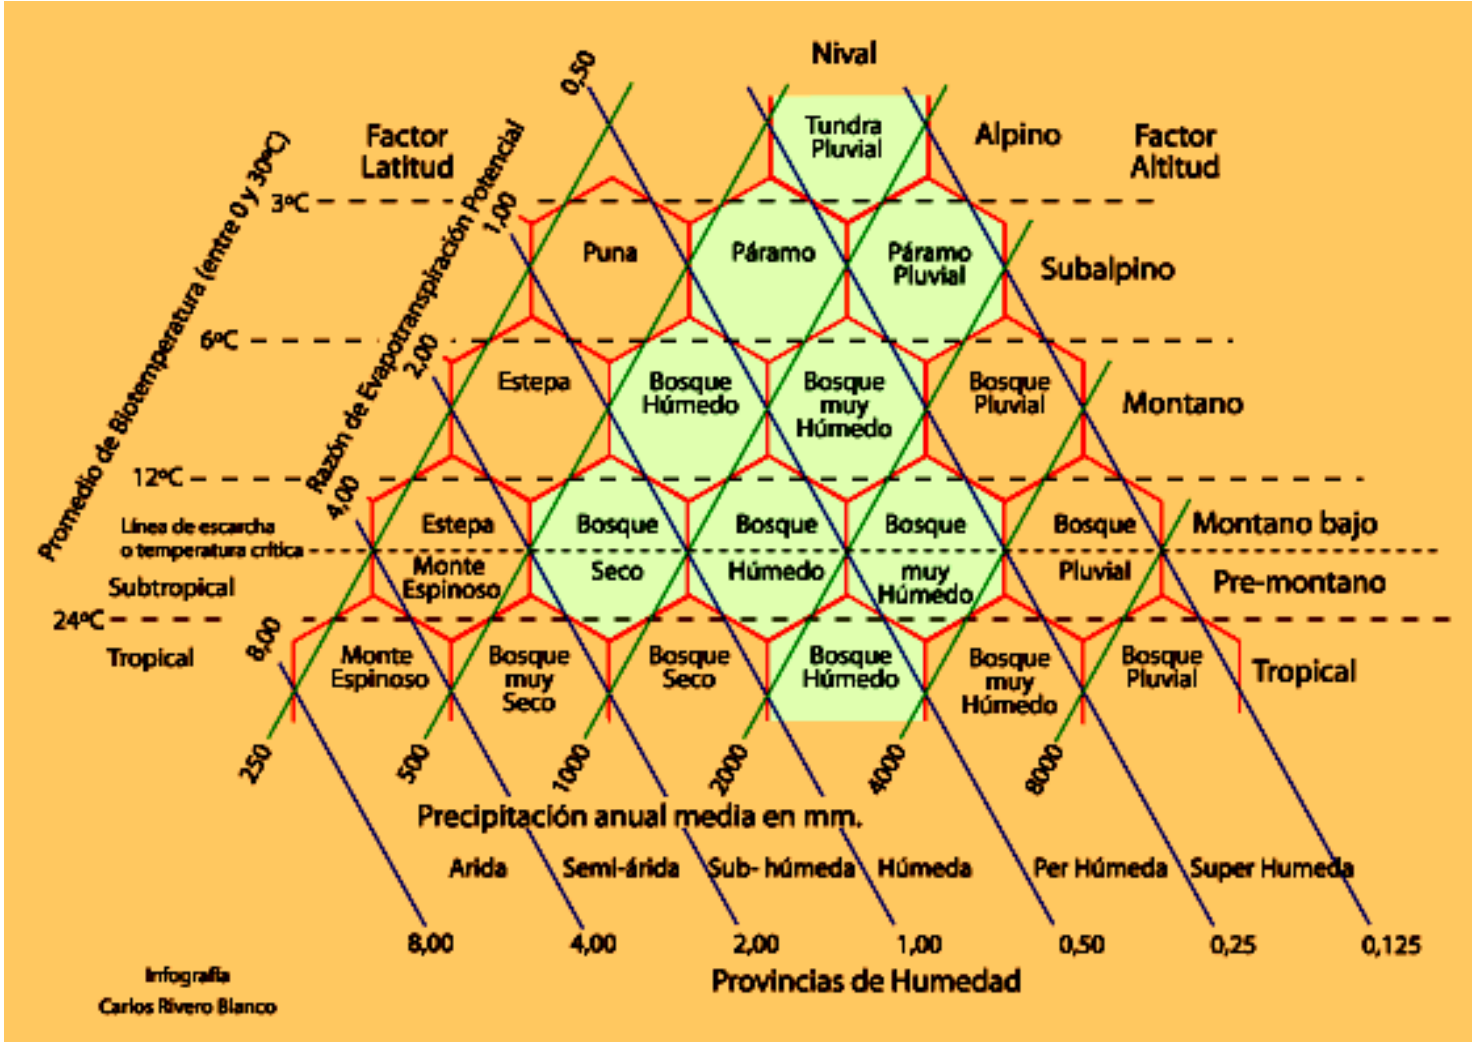 Nival
0,50
Tundra
Pluvial
Alpino
Factor
Latitud
Factor
Altitud
Promedio de Biotemperatura (entre 0 y 30ºC)
Razón de Evapotranspiración Potencial
3ºC
1,00
Puna
Páramo
Páramo
Pluvial
Subalpino
6ºC
2,00
Estepa
Bosque
Húmedo
Bosque
muy
Húmedo
Bosque
Pluvial
Montano
12ºC
4,00
Línea de escarcha
o temperatura crítica
Estepa
Bosque
Bosque
Bosque
Bosque
Montano bajo
Subtropical
Monte
Espinoso
Seco
Húmedo
muy
Húmedo
Pluvial
Pre-montano
24ºC
8,00
Tropical
Monte
Espinoso
Bosque
muy
Seco
Bosque
Seco
Bosque
Húmedo
Bosque
muy
Húmedo
Bosque
Pluvial
Tropical
250
500
1000
2000
4000
8000
Precipitación anual media en mm.
Arida
Semi-árida
Sub- húmeda
Húmeda
Per Húmeda
Super Humeda
8,00
4,00
2,00
1,00
0,50
0,25
0,125
Provincias de Humedad
Infografía
Carlos Rivero Blanco